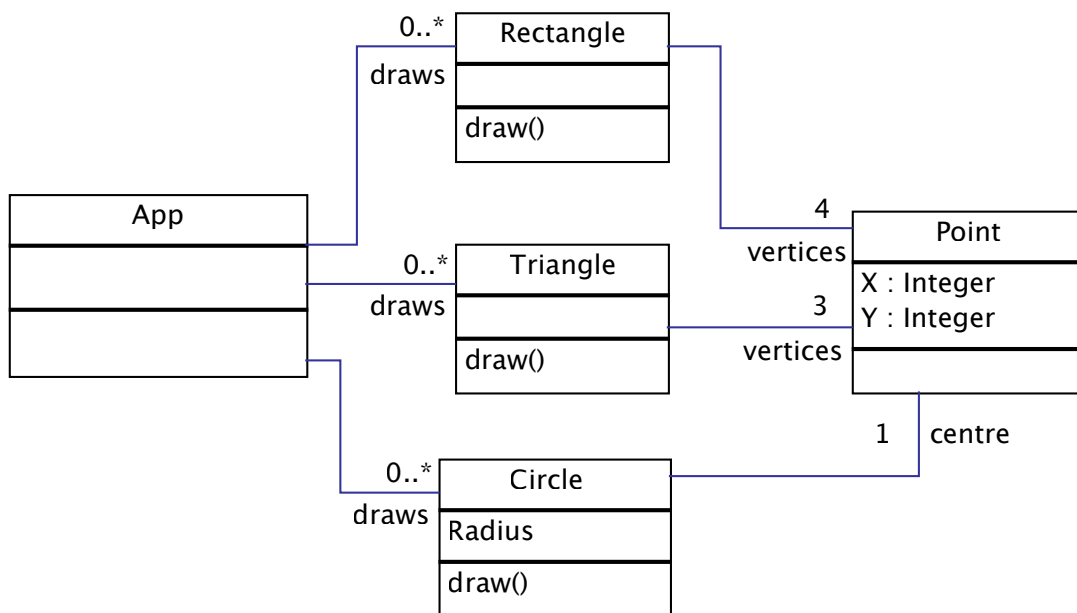 0..*
draws
Rectangle
draw()
App
0..*
draws
Triangle
draw()
4
vertices
3
vertices
Point
X : Integer
Y : Integer
1 centre
0..*
draws
Circle
Radius
draw()